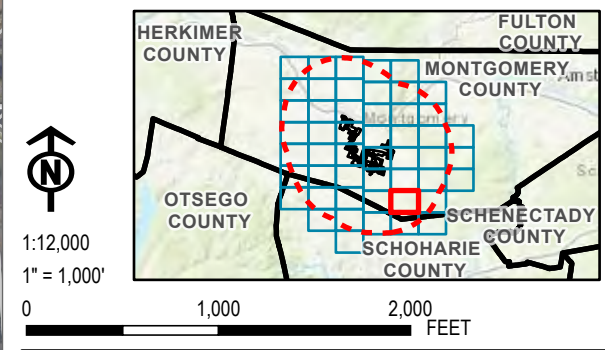 HERKIMER
COUNTY
FULTON
COUNTY
MONTGOMERY
COUNTY
Montgomery
OTSEGO
COUNTY
SCHENECTADY
COUNTY
SCHOHARIE
COUNTY
N
1:12,000
1" = 1,000'
0 1,000 2,000
FEET